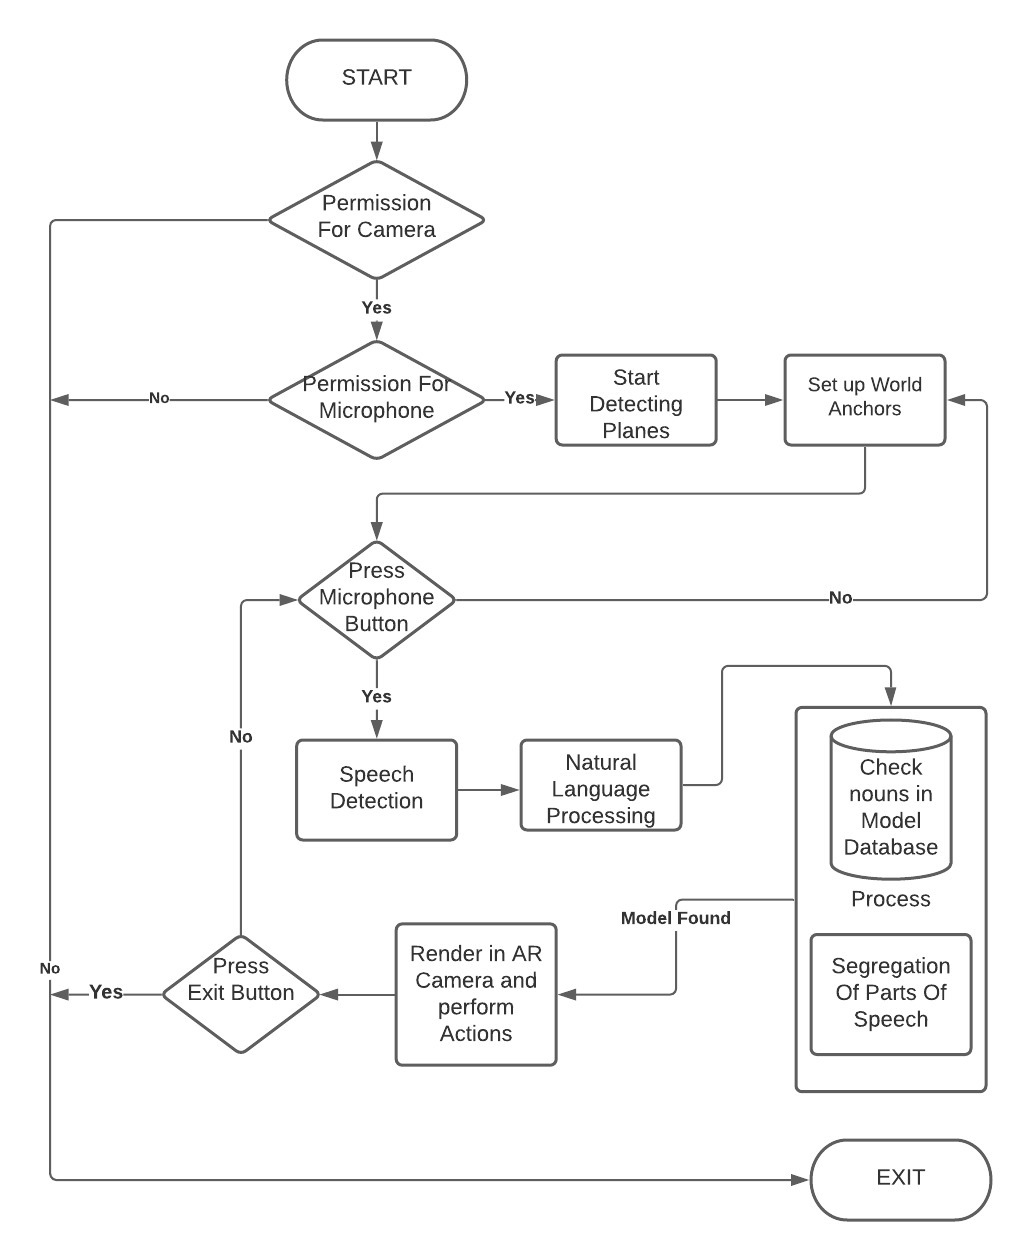 START
Permission
For Camera
Yes
Permission For
Microphone
No
Yes
Start
Detecting
Planes
Set up World
Anchors
Press
Microphone
Button
No
Yes
No
Speech
Detection
Natural
Language
Processing
Check
nouns in
Model
Database
Process
Segregation
Of Parts Of
Speech
Model Found
Render in AR
Camera and
perform
Actions
Press
Exit Button
Yes
No
EXIT